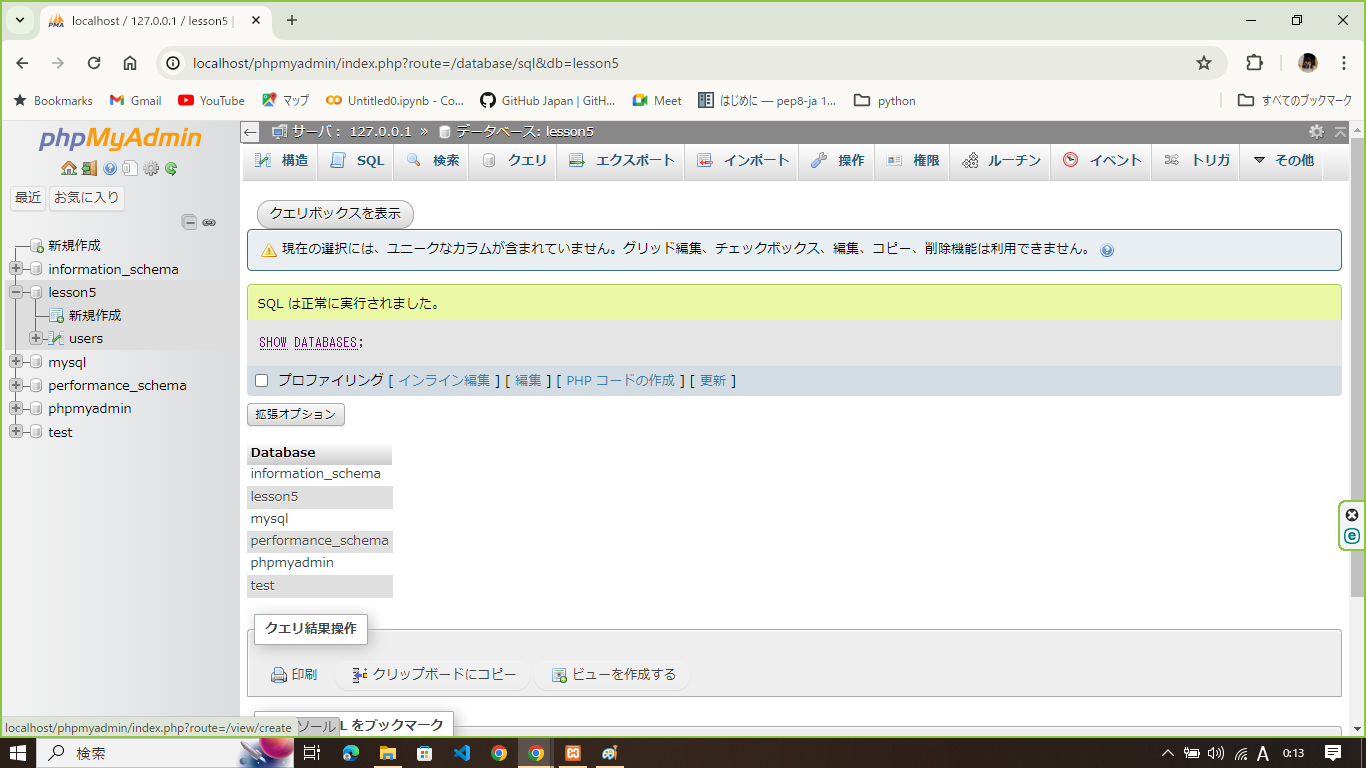 localhost / 127.0.0.1 / lesson5 |
localhost/phpmyadmin/index.php?route=/database/sql&db=lesson5
Bookmarks Gmail YouTube マップ Untitled0.ipynb - Co... GitHub Japan | GitH... Meet はじめに — pep8-ja 1... python すべてのブックマーク
phpMyAdmin
最近 お気に入り
新規作成
information_schema
lesson5
新規作成
users
mysql
performance_schema
phpmyadmin
test
サーバ: 127.0.0.1 » データベース: lesson5
構造 SQL 検索 クエリ エクスポート インポート 操作 権限 ルーチン イベント トリガ その他
クエリボックスを表示
現在の選択には、ユニークなカラムが含まれていません。グリッド編集、チェックボックス、編集、コピー、削除機能は利用できません。
SQL は正常に実行されました。
SHOW DATABASES;
プロファイリング [ インライン編集 ] [ 編集 ] [ PHP コードの作成 ] [ 更新 ]
拡張オプション
Database
information_schema
lesson5
mysql
performance_schema
phpmyadmin
test
クエリ結果操作
印刷 クリップボードにコピー ビューを作成する
L をブックマーク
localhost/phpmyadmin/index.php?route=/view/create ソール
検索 A 0:13